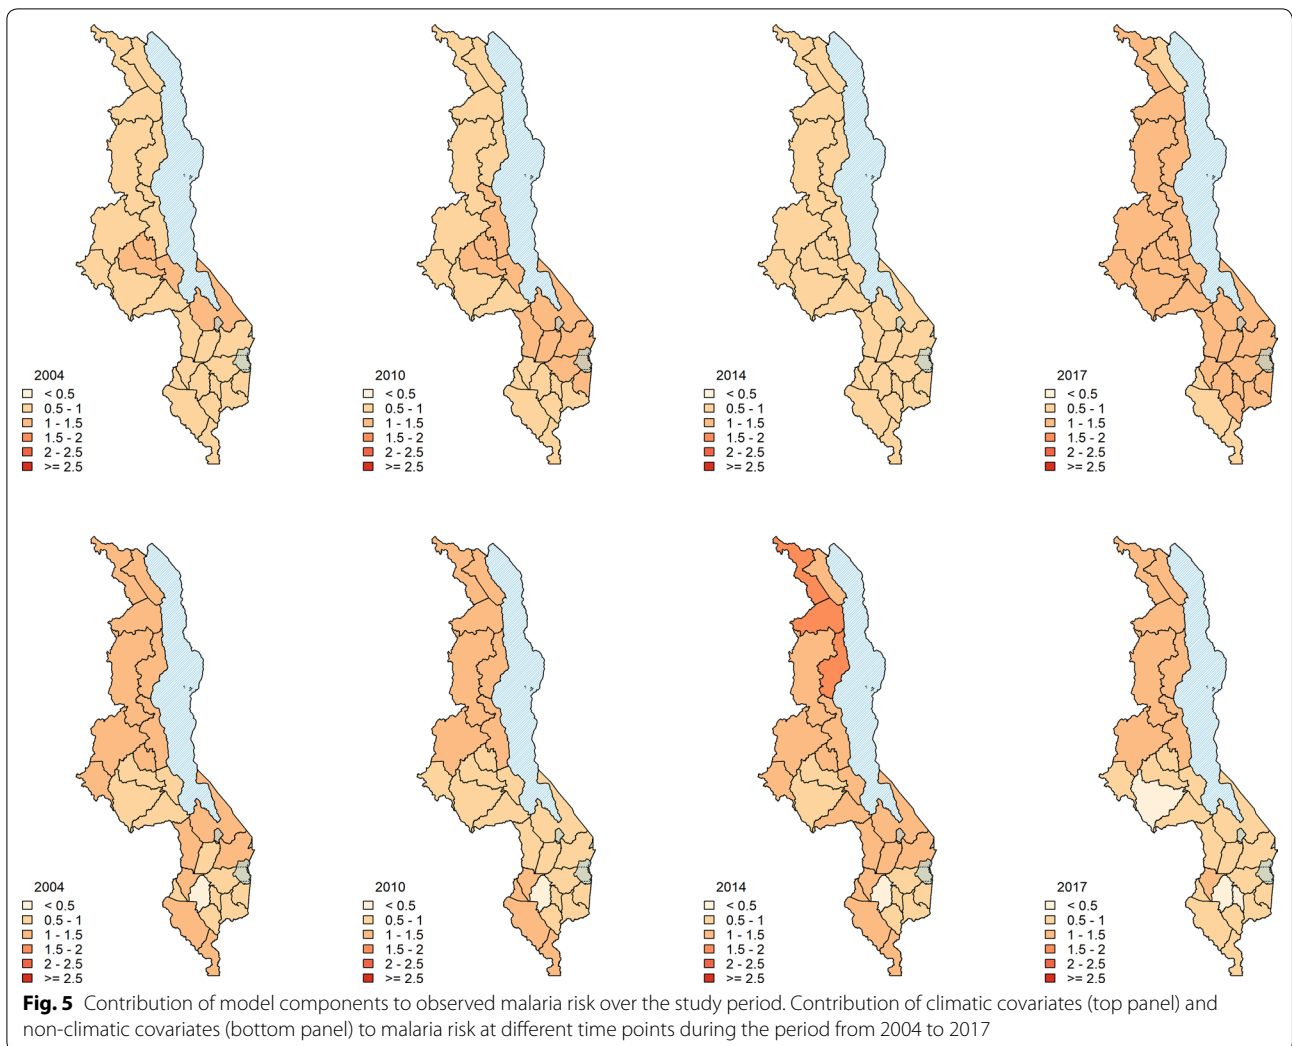 2004
< 0.5
0.5 - 1
1 - 1.5
1.5 - 2
2 - 2.5
>= 2.5
2010
< 0.5
0.5 - 1
1 - 1.5
1.5 - 2
2 - 2.5
>= 2.5
2014
< 0.5
0.5 - 1
1 - 1.5
1.5 - 2
2 - 2.5
>= 2.5
2017
< 0.5
0.5 - 1
1 - 1.5
1.5 - 2
2 - 2.5
>= 2.5
2004
< 0.5
0.5 - 1
1 - 1.5
1.5 - 2
2 - 2.5
>= 2.5
2010
< 0.5
0.5 - 1
1 - 1.5
1.5 - 2
2 - 2.5
>= 2.5
2014
< 0.5
0.5 - 1
1 - 1.5
1.5 - 2
2 - 2.5
>= 2.5
2017
< 0.5
0.5 - 1
1 - 1.5
1.5 - 2
2 - 2.5
>= 2.5
Fig. 5 Contribution of model components to observed malaria risk over the study period. Contribution of climatic covariates (top panel) and
non-climatic covariates (bottom panel) to malaria risk at different time points during the period from 2004 to 2017